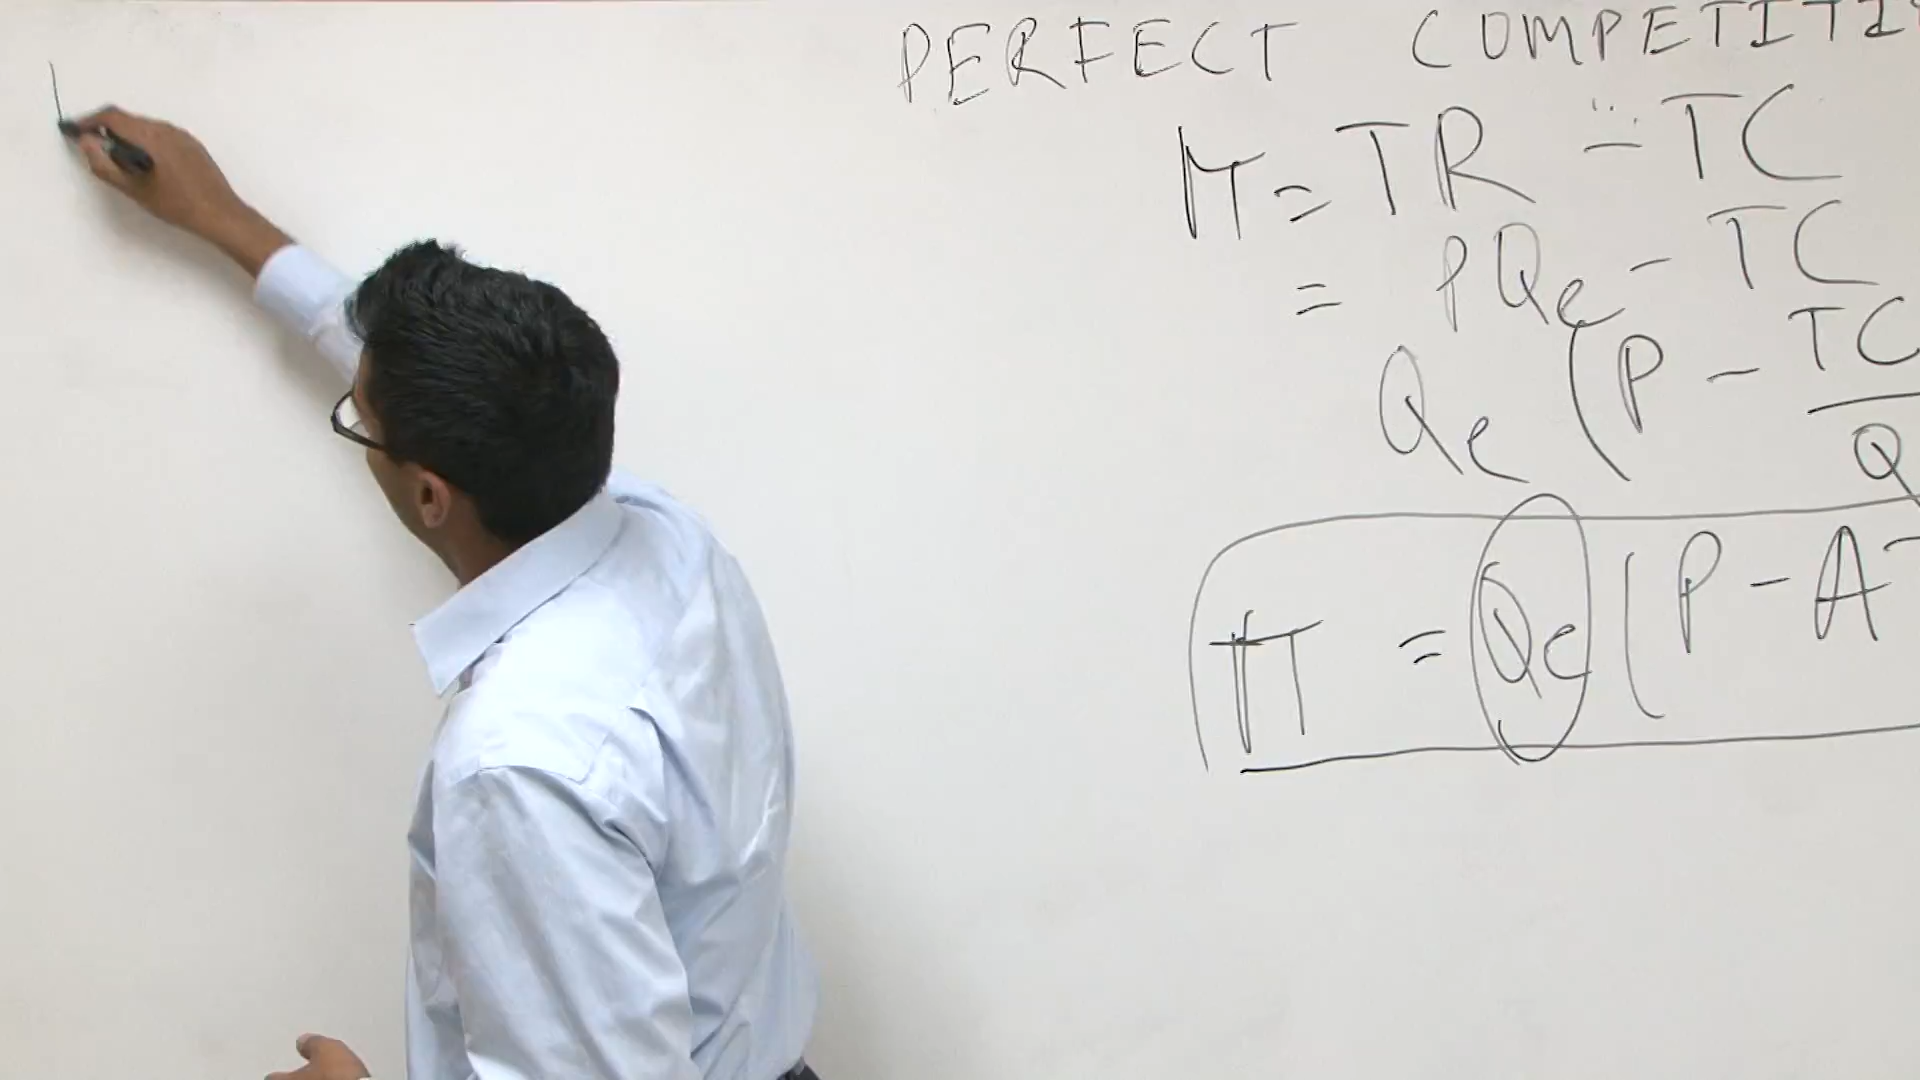 PERFECT COMPETITI
π = TR - TC
= PQe - TC
Qe (P - TC/Q
π = Qe (P - A